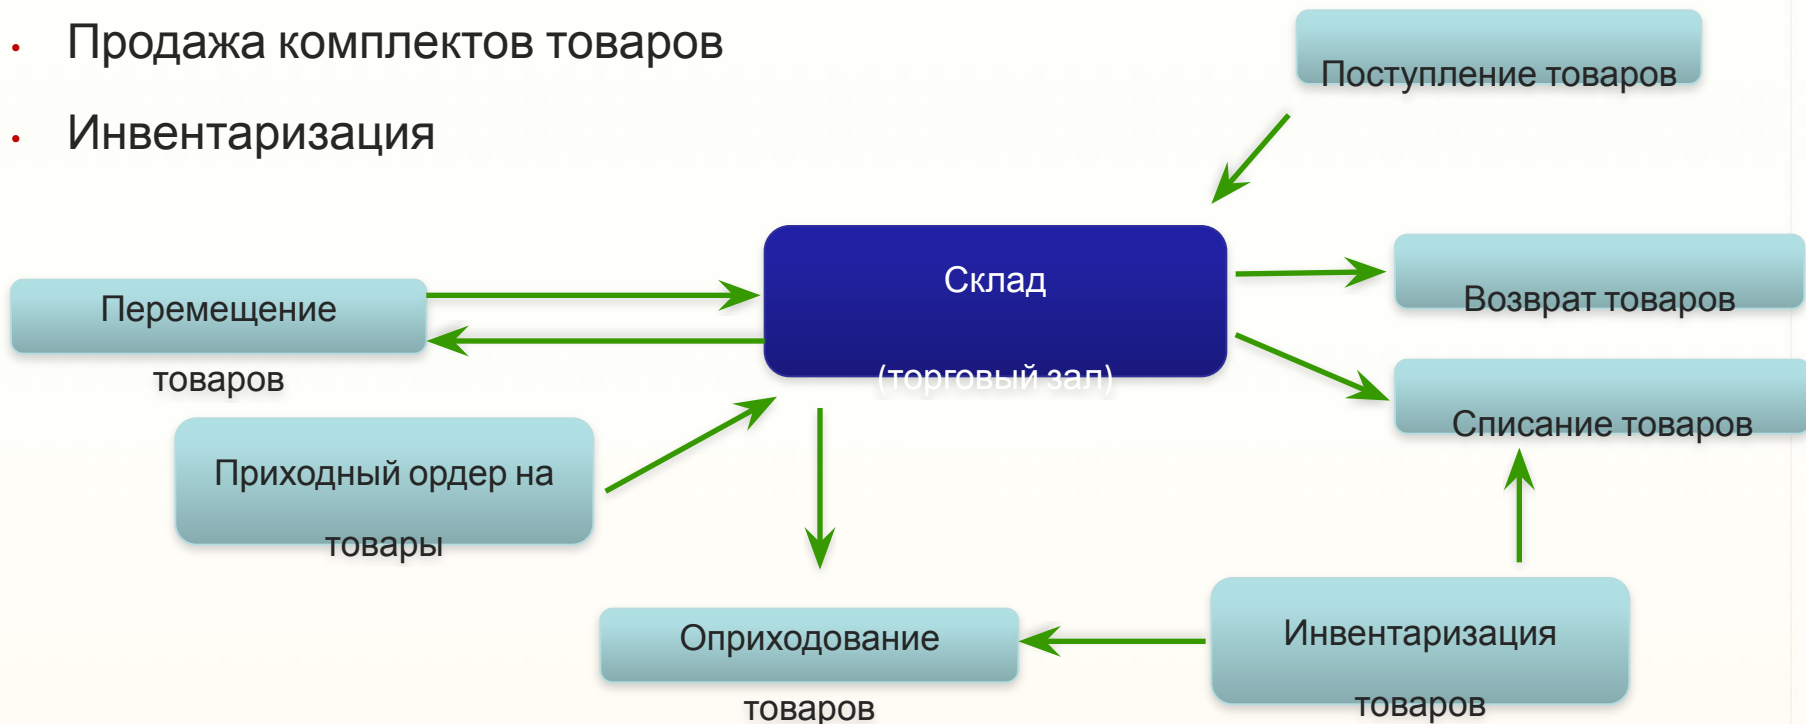 Продажа комплектов товаров
Инвентаризация
Поступление товаров
Склад
(торговый зал)
Возврат товаров
Перемещение
товаров
Списание товаров
Приходный ордер на
товары
Оприходование
товаров
Инвентаризация
товаров